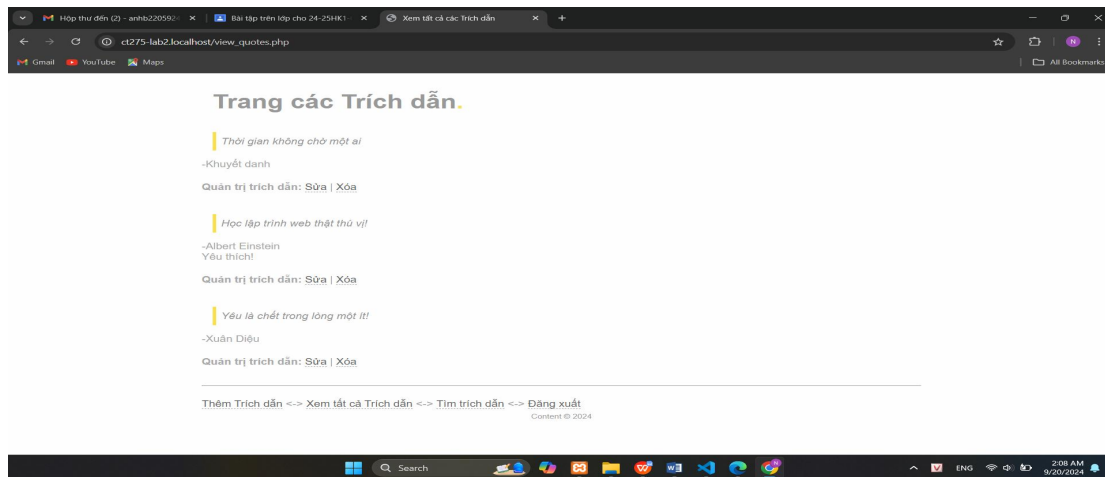 Hộp thư đến (2) - anhb220592
Bài tập trên lớp cho 24-25HK1
Xem tất cả các Trích dẫn
ct275-lab2.localhost/view_quotes.php
N
Gmail
YouTube
Maps
All Bookmarks
Trang các Trích dẫn.
Thời gian không chờ một ai
-Khuyết danh
Quản trị trích dẫn: Sửa | Xóa
Học lập trình web thật thú vị!
-Albert Einstein
Yêu thích!
Quản trị trích dẫn: Sửa | Xóa
Yêu là chết trong lòng một ít!
-Xuân Diệu
Quản trị trích dẫn: Sửa | Xóa
Thêm Trích dẫn <-> Xem tất cả Trích dẫn <-> Tìm trích dẫn <-> Đăng xuất
Content © 2024
Search
V
ENG
2:08 AM
9/20/2024